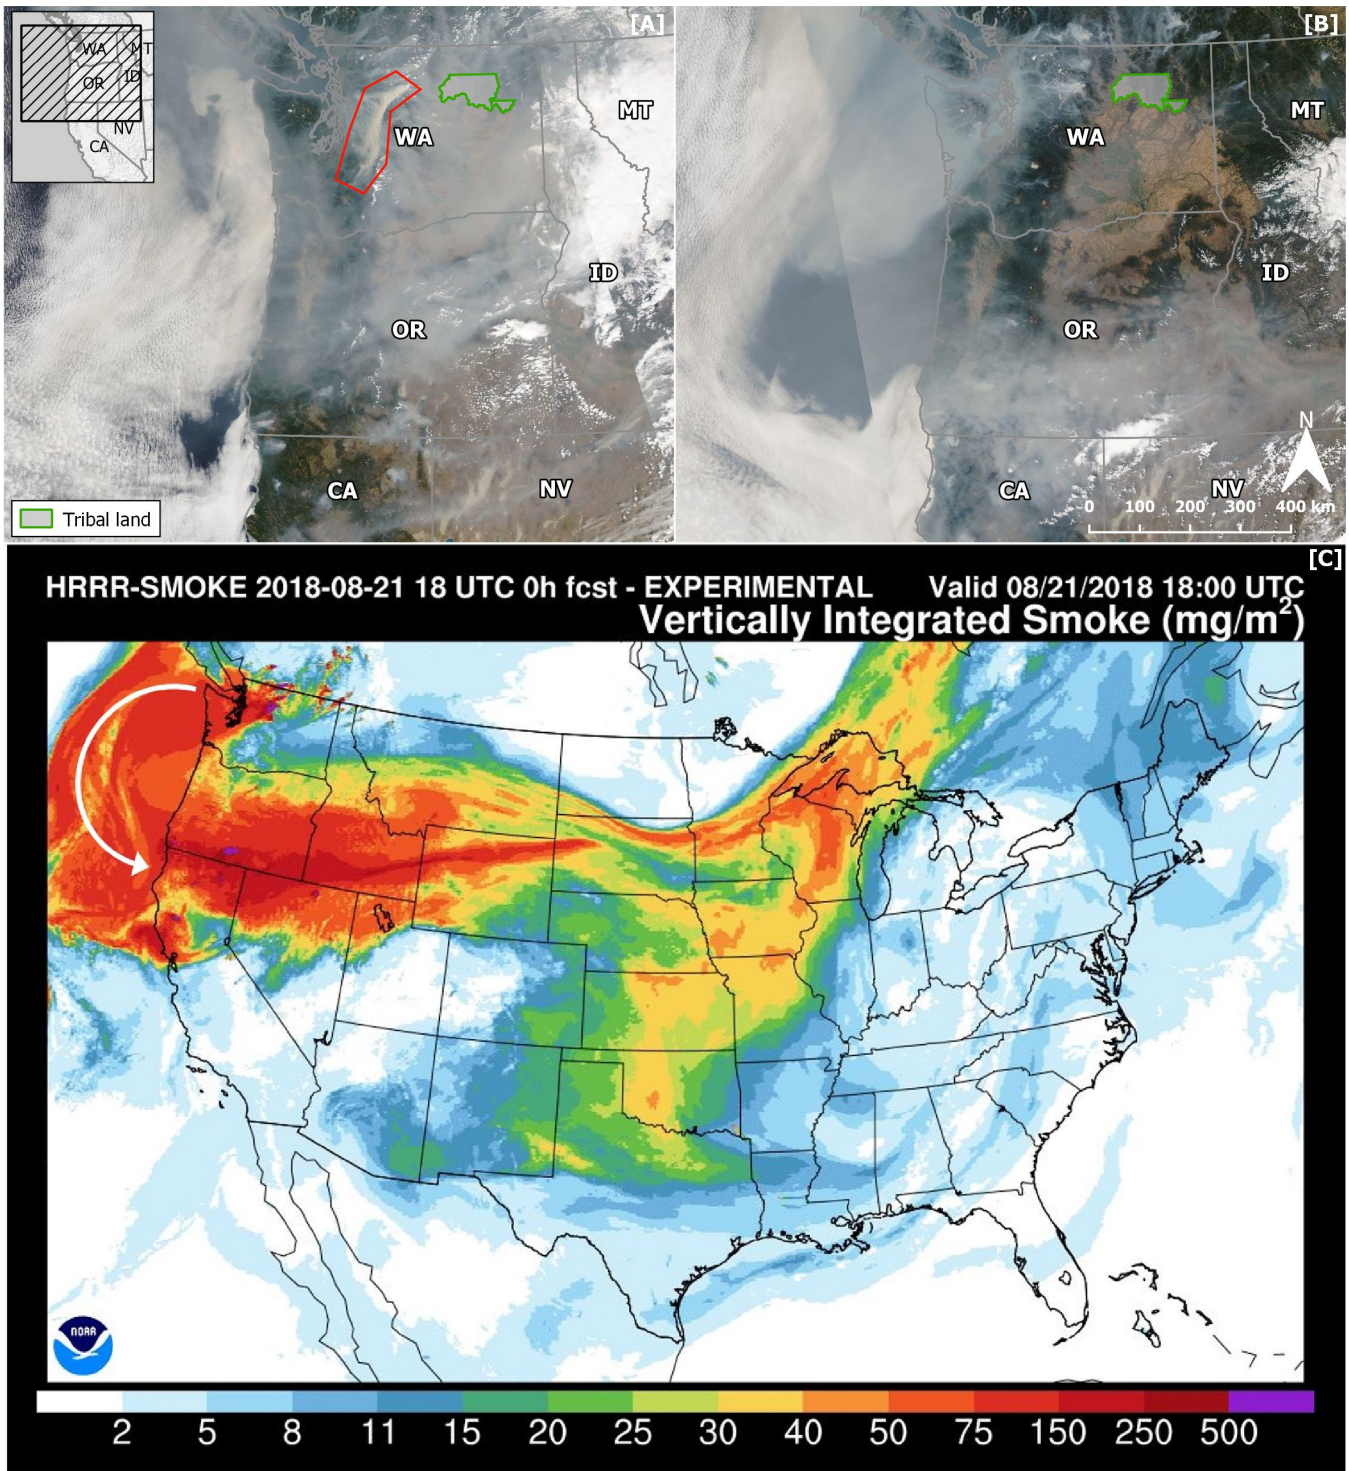 [A]
WA
MT
OR
ID
NV
CA
WA
MT
ID
OR
CA
NV
Tribal land
[B]
WA
MT
ID
OR
N
CA
NV
0 100 200 300 400 km
[C]
HRRR-SMOKE 2018-08-21 18 UTC 0h fcst - EXPERIMENTAL Valid 08/21/2018 18:00 UTC
Vertically Integrated Smoke (mg/m²)
NOAA
2 5 8 11 15 20 25 30 40 50 75 150 250 500